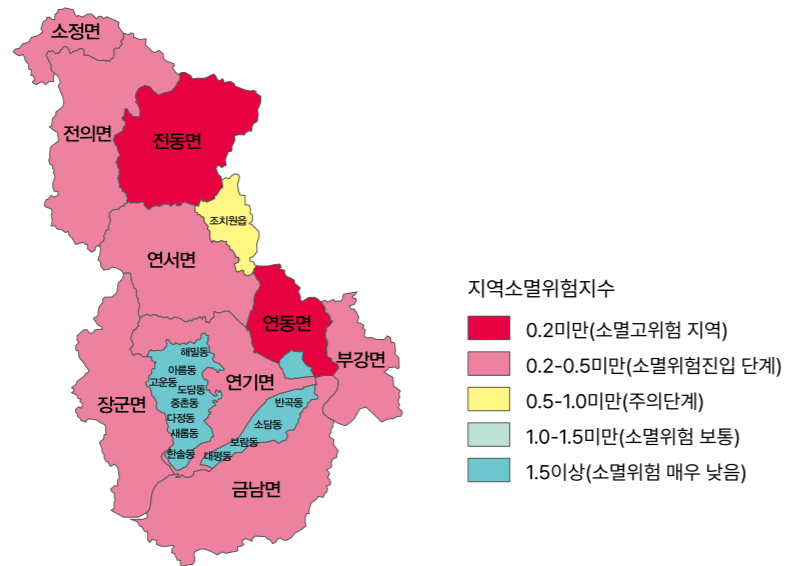 소정면
전의면
전동면
조치원읍
연서면
연동면
부강면
해밀동
아름동
고운동
도담동
연기면
장군면
중촌동
다정동
새롬동
한솔동
반곡동
소담동
보람동
대평동
금남면
지역소멸위험지수
0.2미만(소멸고위험 지역)
0.2-0.5미만(소멸위험진입 단계)
0.5-1.0미만(주의단계)
1.0-1.5미만(소멸위험 보통)
1.5이상(소멸위험 매우 낮음)